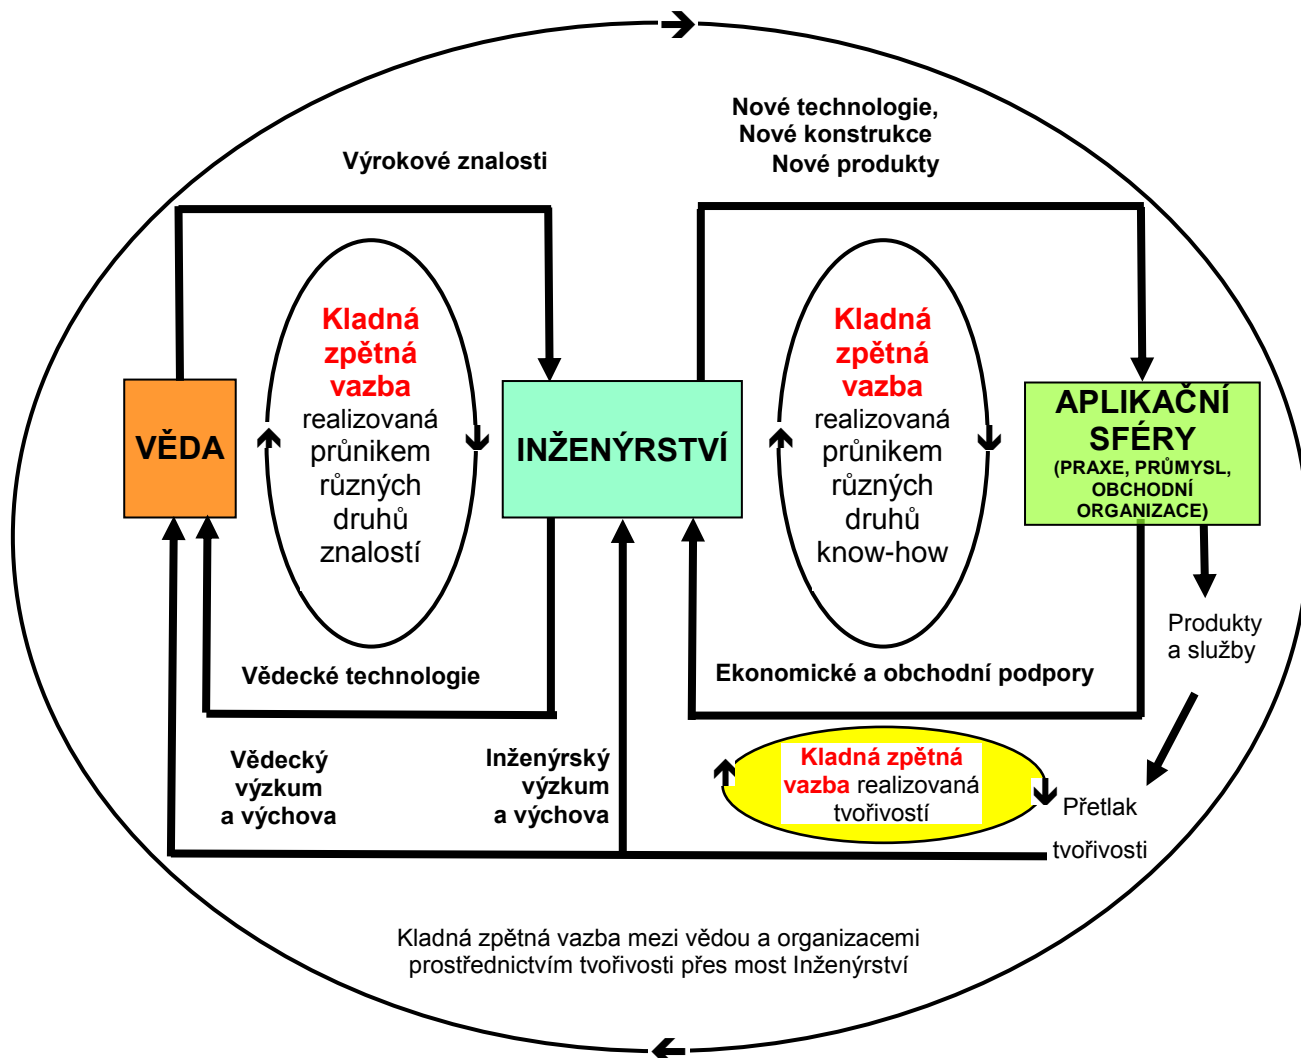 Nové technologie,
Nové konstrukce
Nové produkty
Výrokové znalosti
Kladná
zpětná
vazba
realizovaná
průnikem
různých
druhů
znalostí
Kladná
zpětná
vazba
realizovaná
průnikem
různých
druhů
know-how
VĚDA
INŽENÝRSTVÍ
APLIKAČNÍ
SFÉRY
(PRAXE, PRŮMYSL,
OBCHODNÍ
ORGANIZACE)
Produkty
a služby
Vědecké technologie
Ekonomické a obchodní podpory
Vědecký
výzkum
a výchova
Inženýrský
výzkum
a výchova
Kladná zpětná
vazba realizovaná
tvořivostí
Přetlak
tvořivosti
Kladná zpětná vazba mezi vědou a organizacemi
prostřednictvím tvořivosti přes most Inženýrství